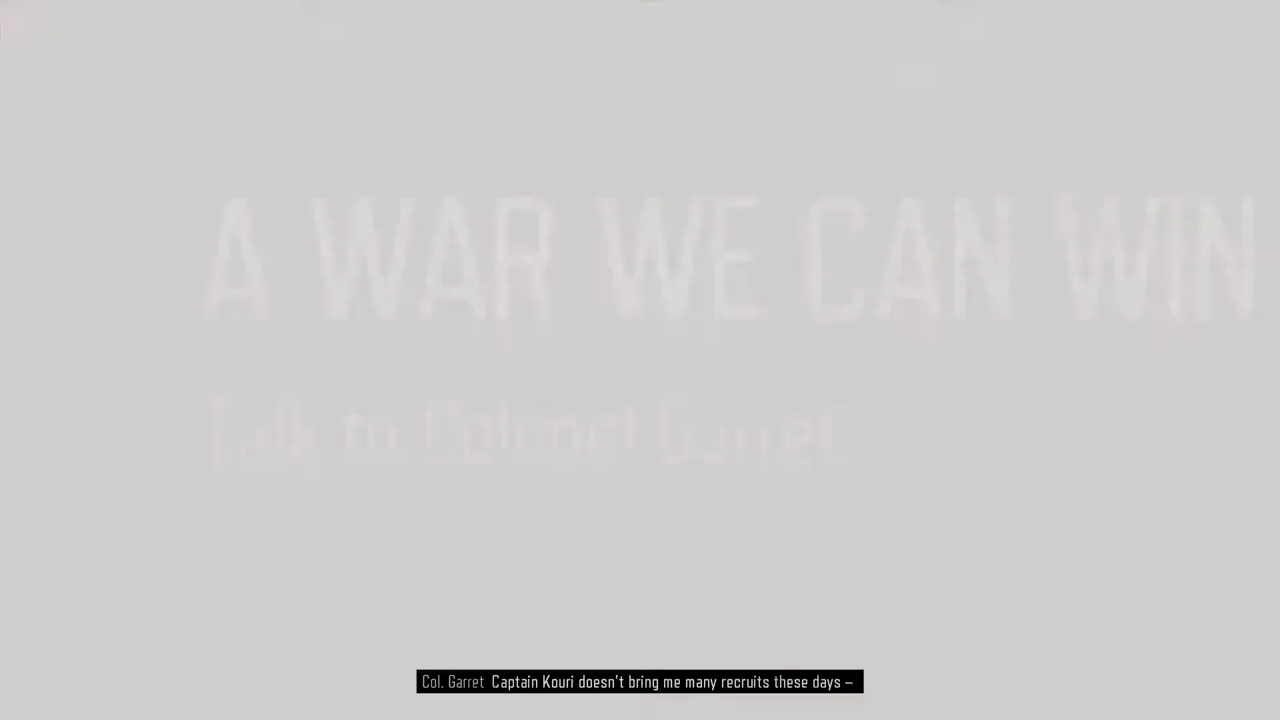 A WAR WE CAN WIN
Talk to Colonel Garret
Col. Garret Captain Kouri doesn't bring me many recruits these days –